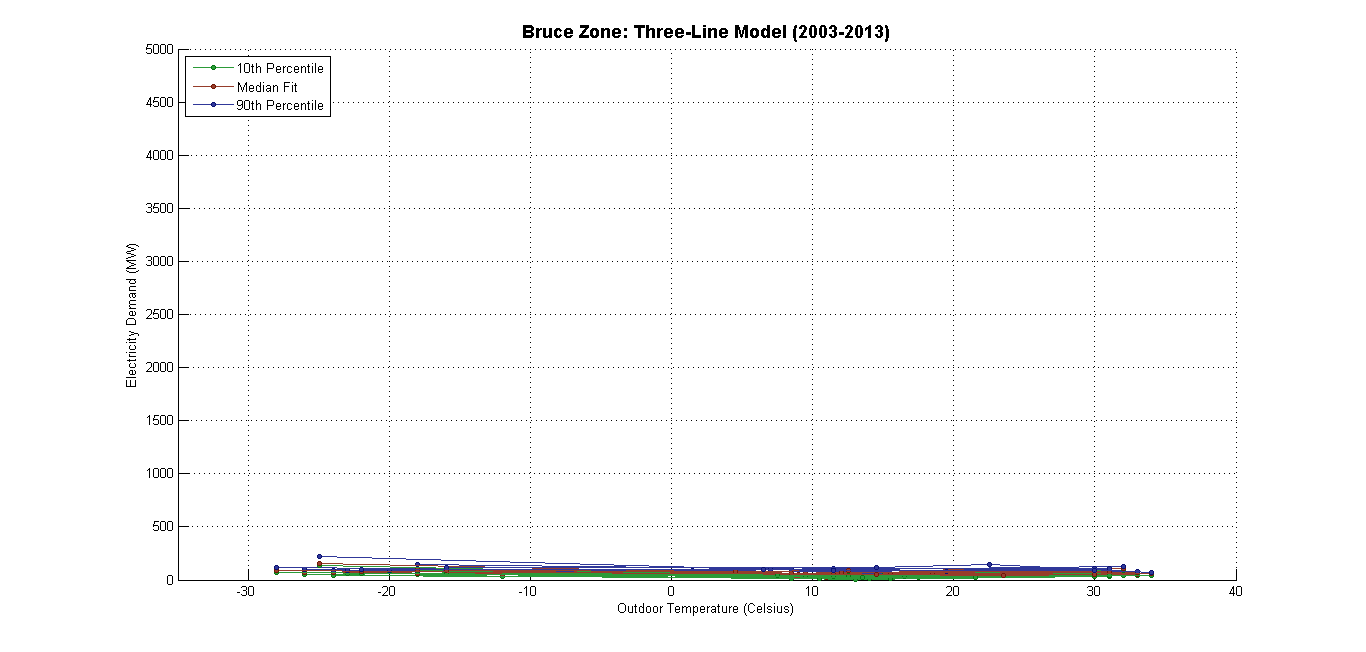 Bruce Zone: Three-Line Model (2003-2013)
10th Percentile
Median Fit
90th Percentile
Electricity Demand (MW)
5000
4500
4000
3500
3000
2500
2000
1500
1000
500
0
-30 -20 -10 0 10 20 30 40
Outdoor Temperature (Celsius)